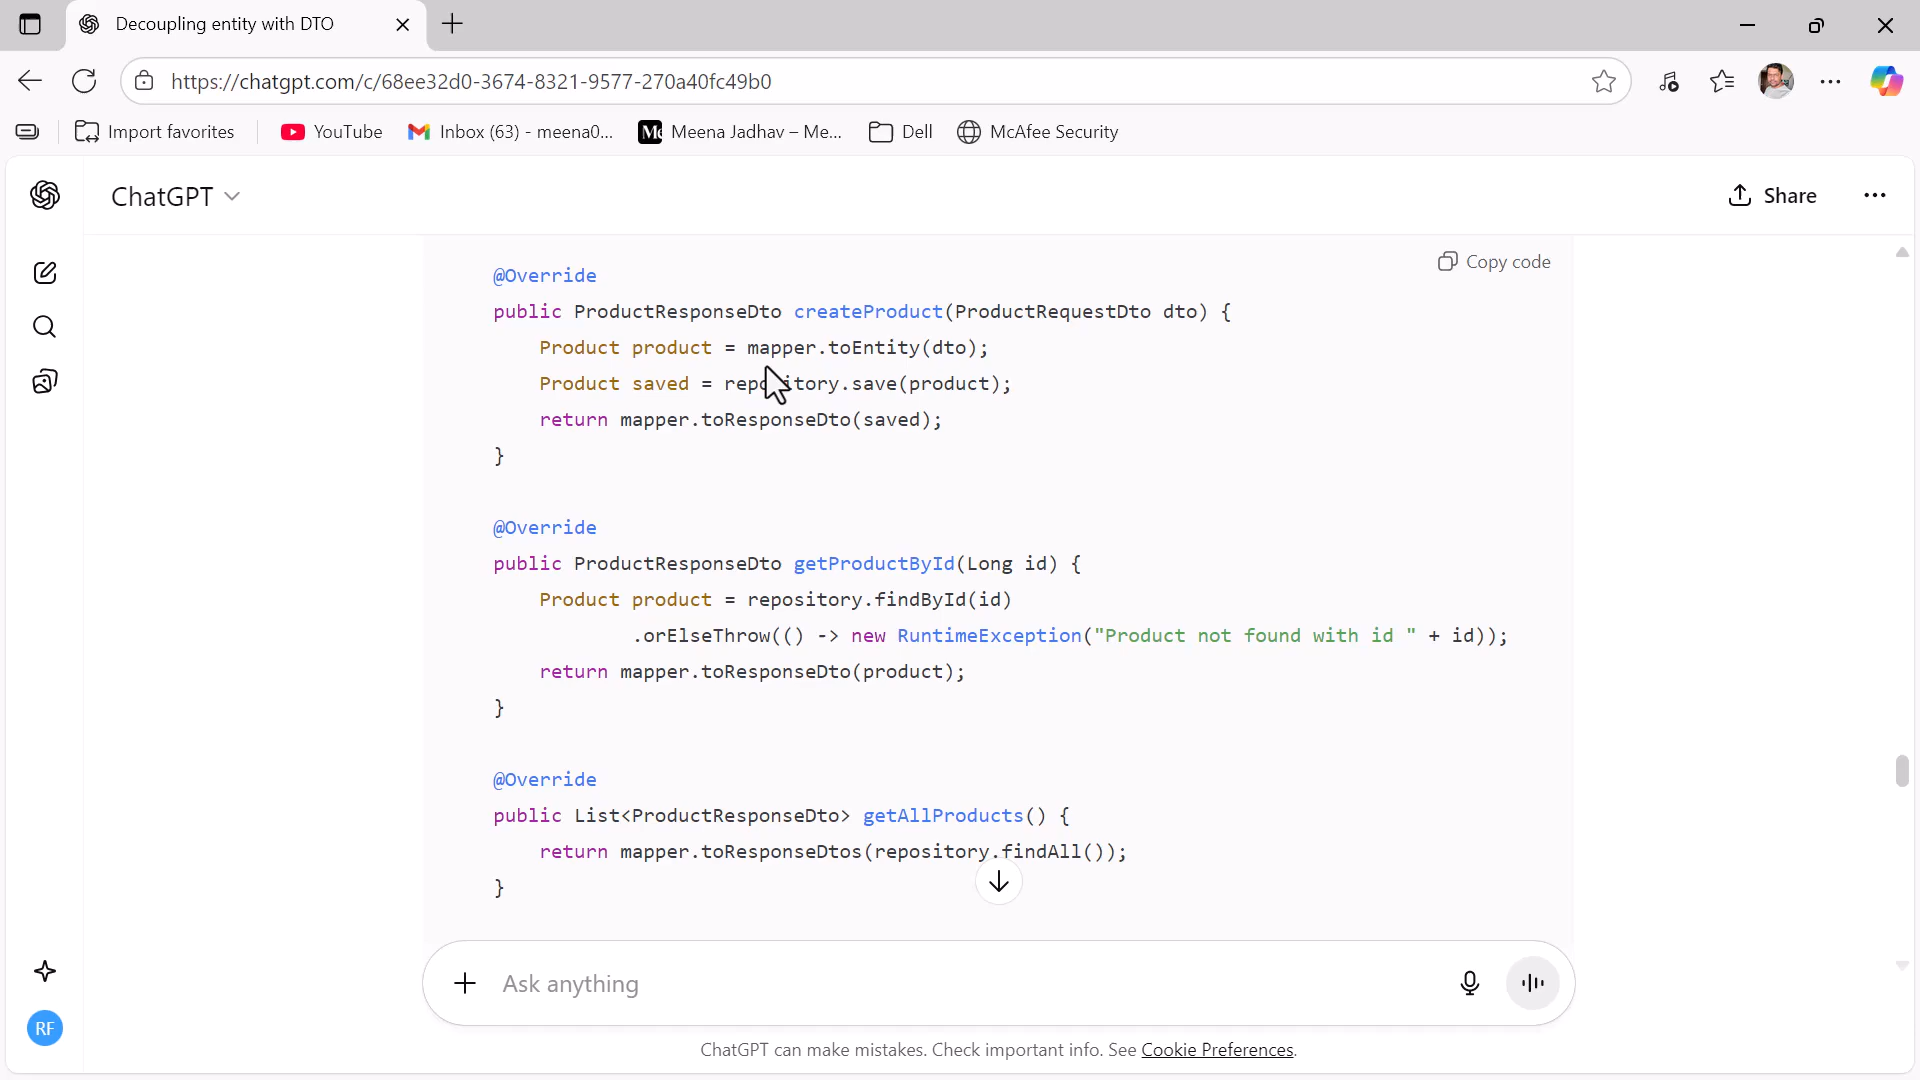 Decoupling entity with DTO
https://chatgpt.com/c/68ee32d0-3674-8321-9577-270a40fc49b0
Import favorites
YouTube
Inbox (63) - meena0...
Meena Jadhav – Me...
Dell
McAfee Security
ChatGPT
Share
Copy code
@Override
public ProductResponseDto createProduct(ProductRequestDto dto) {
    Product product = mapper.toEntity(dto);
    Product saved = repository.save(product);
    return mapper.toResponseDto(saved);
}
@Override
public ProductResponseDto getProductById(Long id) {
    Product product = repository.findById(id)
            .orElseThrow(() -> new RuntimeException("Product not found with id " + id));
    return mapper.toResponseDto(product);
}
@Override
public List<ProductResponseDto> getAllProducts() {
    return mapper.toResponseDtos(repository.findAll());
}
Ask anything
RF
ChatGPT can make mistakes. Check important info. See Cookie Preferences.